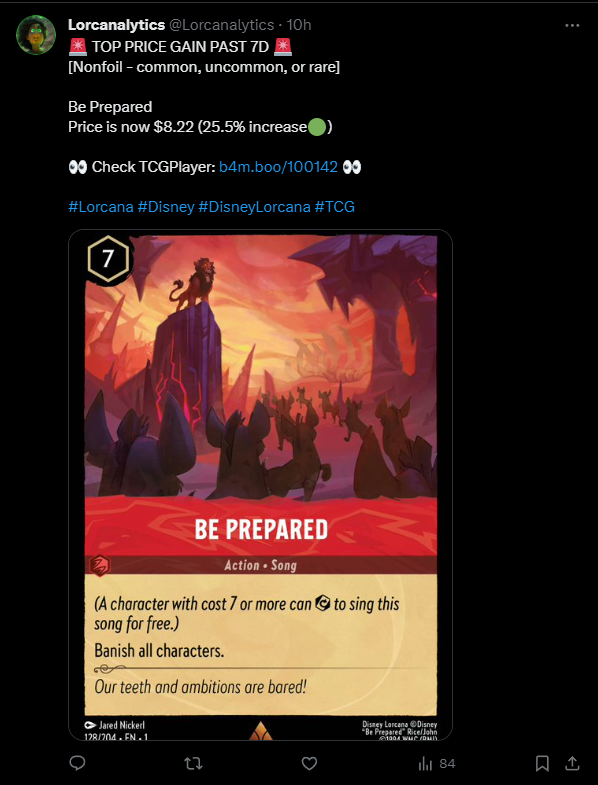 Lorcanalytics @Lorcanalytics · 10h
🚨 TOP PRICE GAIN PAST 7D 🚨
[Nonfoil - common, uncommon, or rare]
Be Prepared
Price is now $8.22 (25.5% increase🟢)
👀 Check TCGPlayer: b4m.boo/100142 👀
#Lorcana #Disney #DisneyLorcana #TCG
7
BE PREPARED
Action • Song
(A character with cost 7 or more can to sing this
song for free.)
Banish all characters.
Our teeth and ambitions are bared!
Jared Nickerl
128/204 • EN • 1
Disney Lorcana ©Disney
"Be Prepared" Rice/John
©1994 WMC (BMI)
84